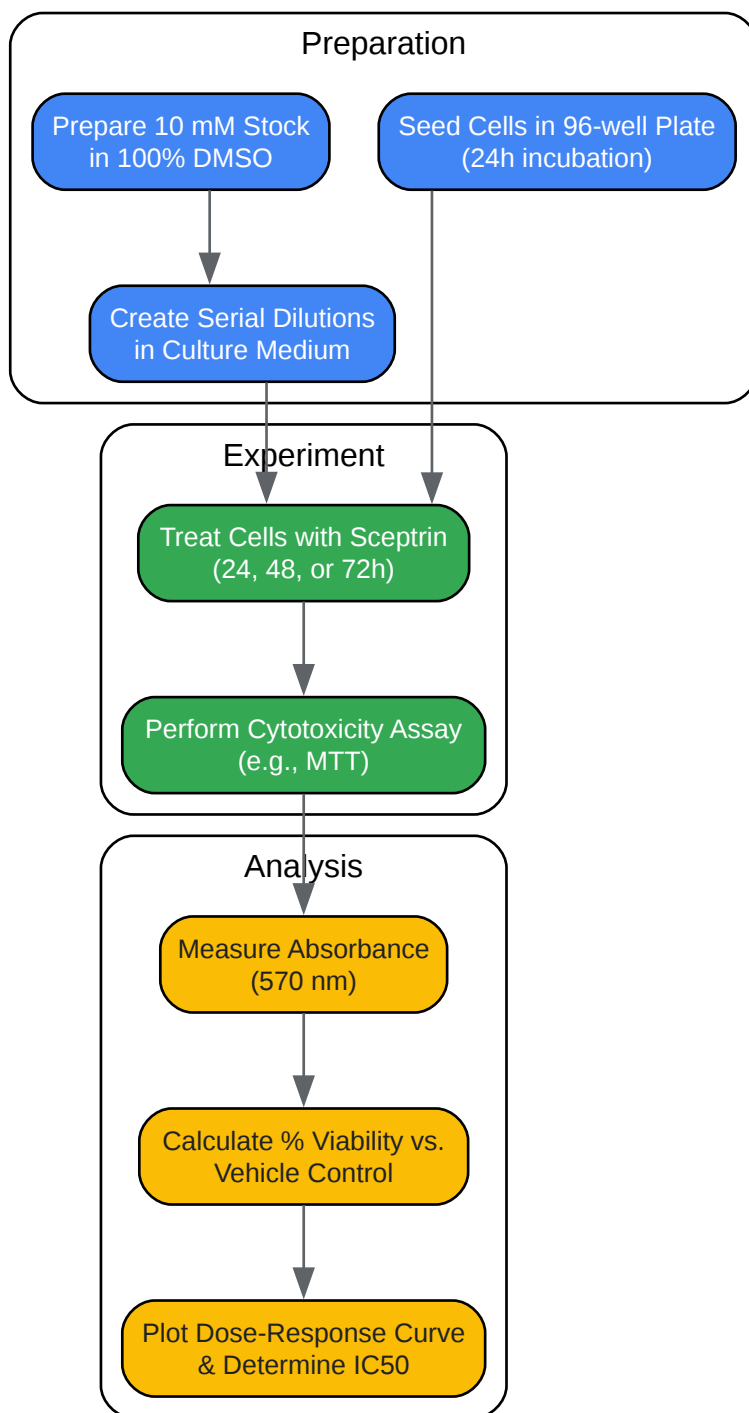 Preparation
Prepare 10 mM Stock
in 100% DMSO
Seed Cells in 96-well Plate
(24h incubation)
Create Serial Dilutions
in Culture Medium
Experiment
Treat Cells with Sceptrin
(24, 48, or 72h)
Perform Cytotoxicity Assay
(e.g., MTT)
Analysis
Measure Absorbance
(570 nm)
Calculate % Viability vs.
Vehicle Control
Plot Dose-Response Curve
& Determine IC50